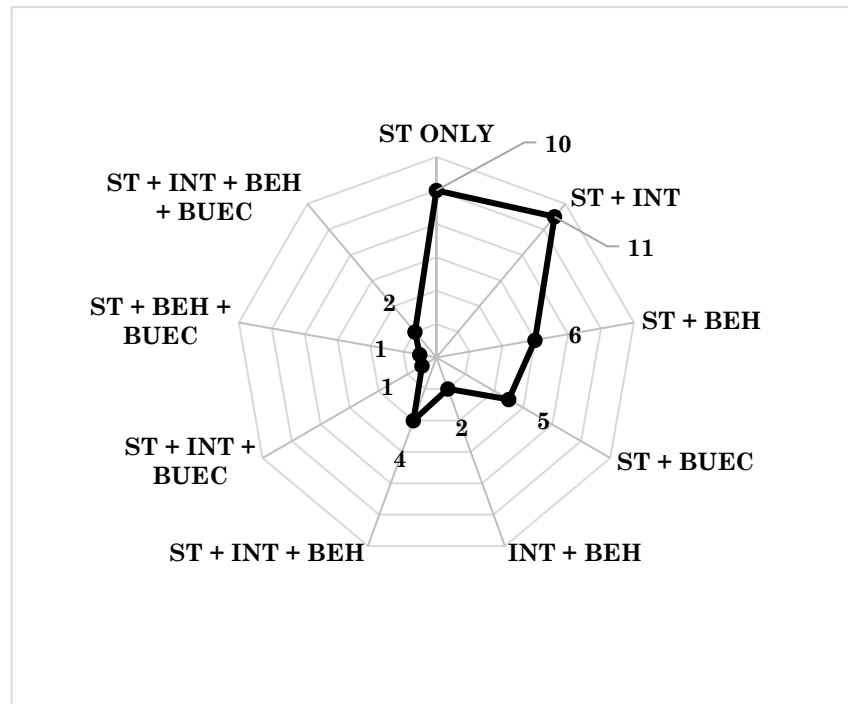 ST ONLY
10
ST + INT
11
ST + BEH
6
ST + BUEC
5
INT + BEH
2
ST + INT + BEH
4
ST + INT +
BUEC
1
ST + BEH +
BUEC
1
ST + INT + BEH
+ BUEC
2